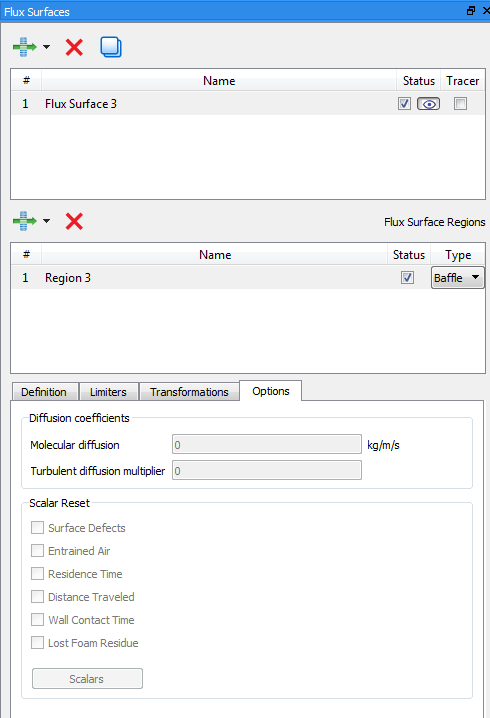 Flux Surfaces
# Name Status Tracer
1 Flux Surface 3
Flux Surface Regions
# Name Status Type
1 Region 3 Baffle
Definition Limiters Transformations Options
Diffusion coefficients
Molecular diffusion 0 kg/m/s
Turbulent diffusion multiplier 0
Scalar Reset
Surface Defects
Entrained Air
Residence Time
Distance Traveled
Wall Contact Time
Lost Foam Residue
Scalars